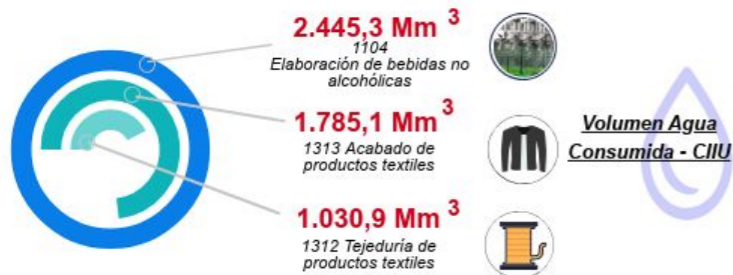 2.445,3 Mm 3
1104
Elaboración de bebidas no
alcohólicas
1.785,1 Mm 3
1313 Acabado de
productos textiles
Volumen Agua
Consumida - CIIU
1.030,9 Mm 3
1312 Tejeduría de
productos textiles